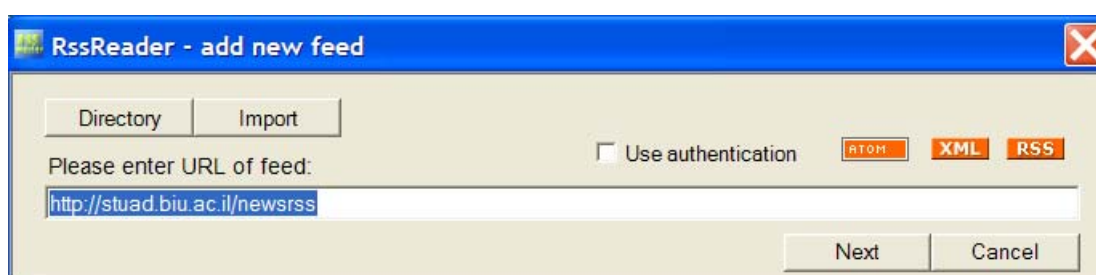 RssReader - add new feed
Directory Import
Use authentication ATOM XML RSS
Please enter URL of feed:
http://stuad.biu.ac.il/newsrss
Next Cancel